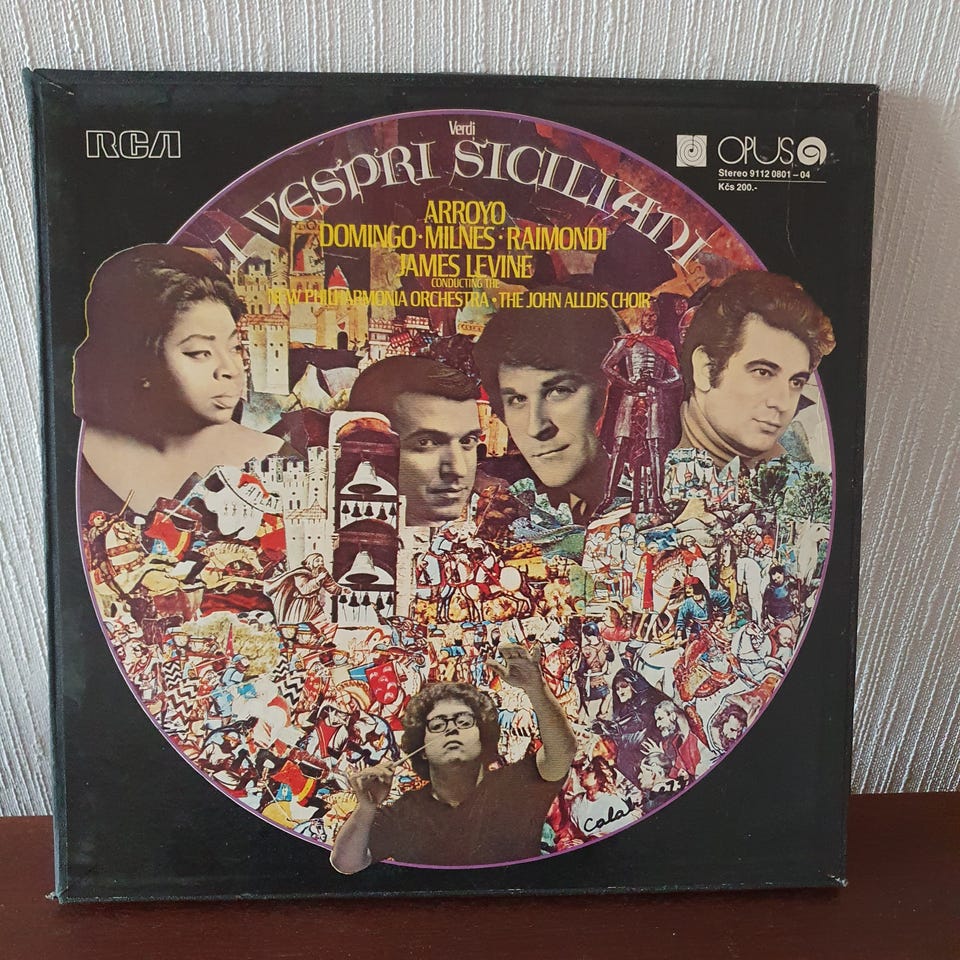 RCA
OPUS
Stereo 9112 0801–04
Kčs 200.-
Verdi
I VESPRI SICILIANI
ARROYO
DOMINGO·MILNES·RAIMONDI
JAMES LEVINE
CONDUCTING THE
NEW PHILHARMONIA ORCHESTRA·THE JOHN ALLDIS CHOIR
Cala